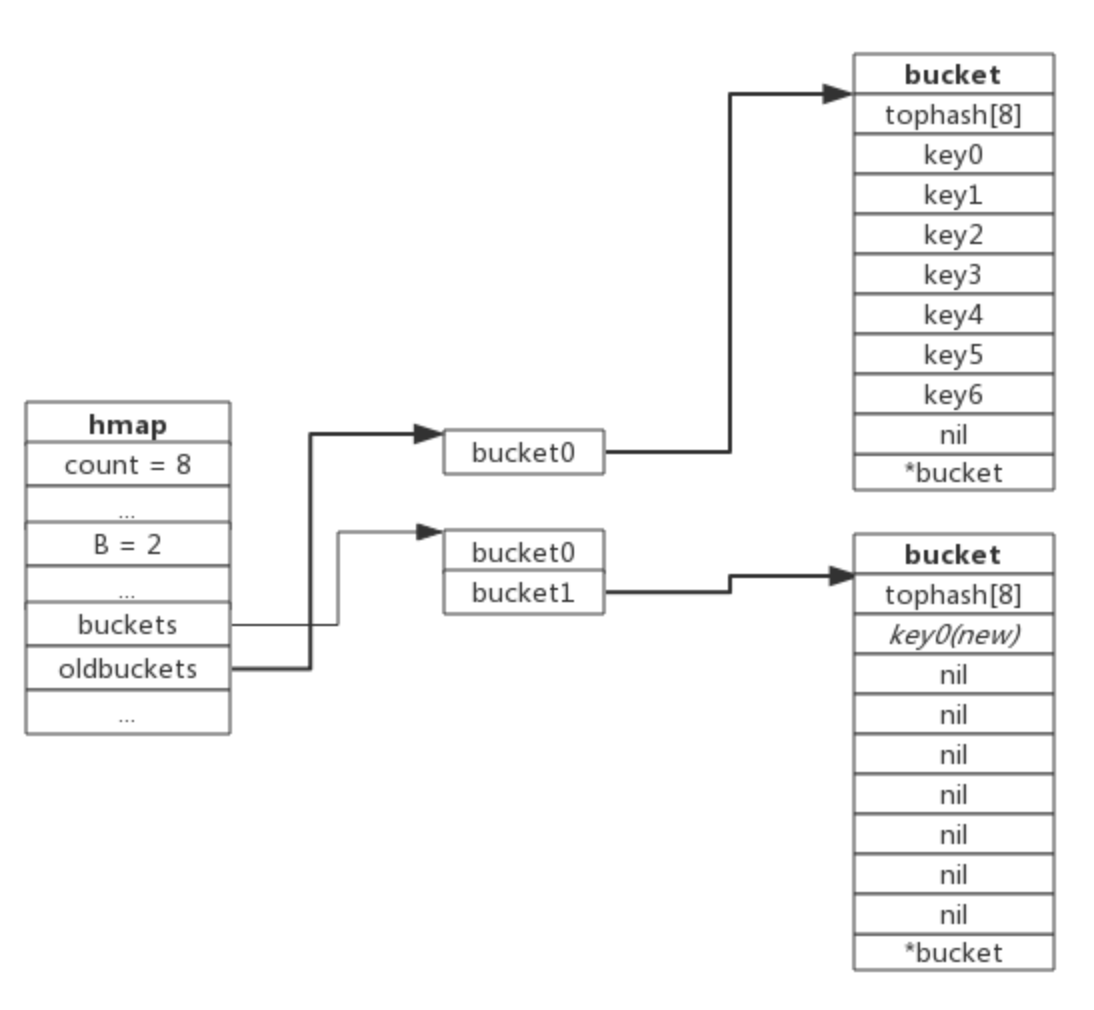 hmap
count = 8
...
B = 2
...
buckets
oldbuckets
...
bucket0
bucket0
bucket1
bucket
tophash[8]
key0
key1
key2
key3
key4
key5
key6
nil
*bucket
bucket
tophash[8]
key0(new)
nil
nil
nil
nil
nil
nil
nil
*bucket